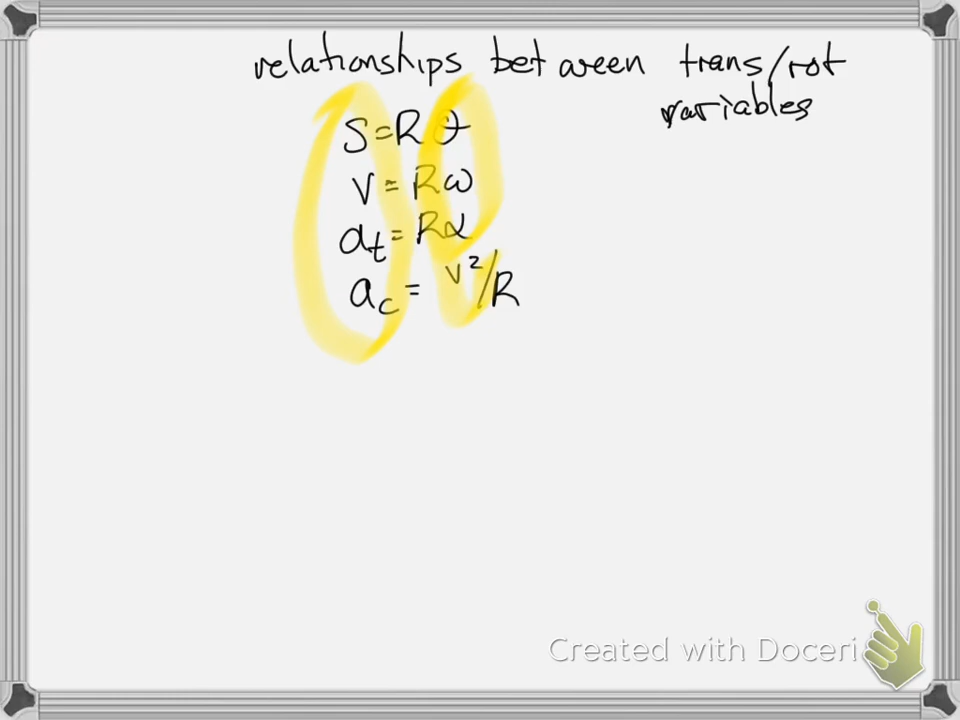 relationships between trans/rot
variables
S=Rθ
v=Rω
at=Rα
ac=v²/R
Created with Doceri